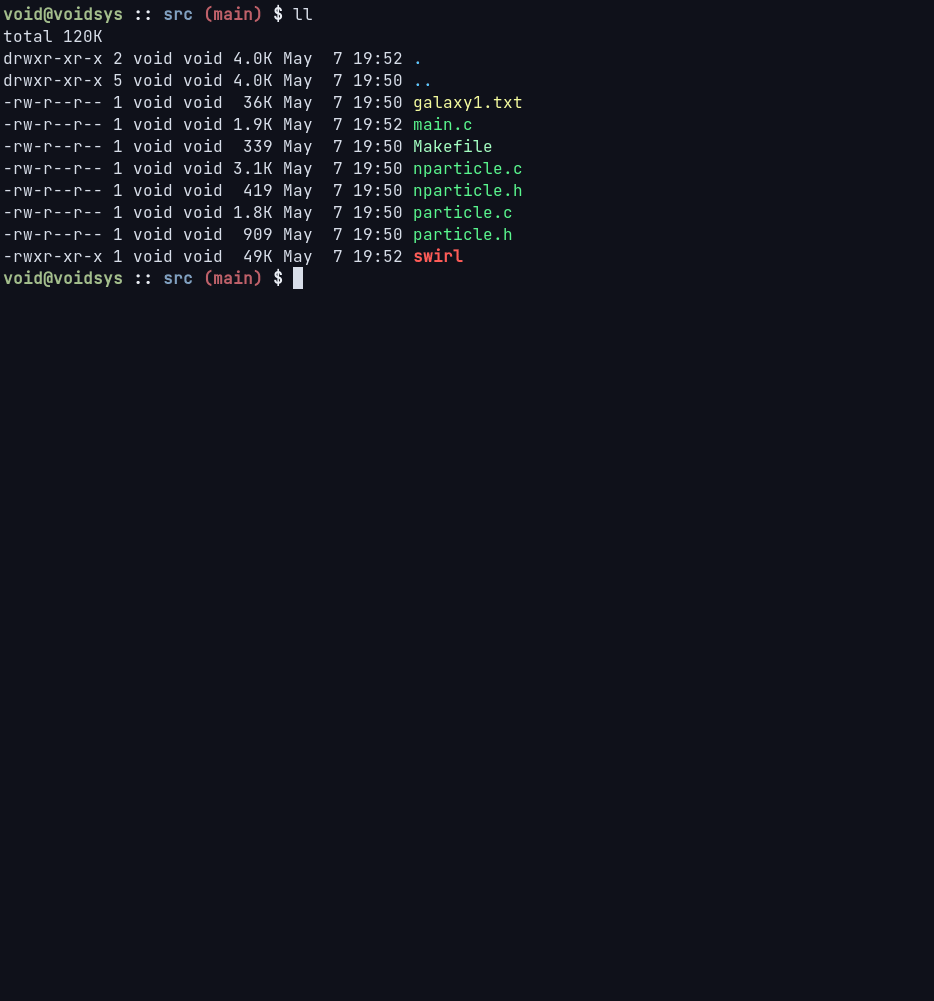 void@voidsys :: src (main) $ ll
total 120K
drwxr-xr-x 2 void void 4.0K May  7 19:52 .
drwxr-xr-x 5 void void 4.0K May  7 19:50 ..
-rw-r--r-- 1 void void  36K May  7 19:50 galaxy1.txt
-rw-r--r-- 1 void void 1.9K May  7 19:52 main.c
-rw-r--r-- 1 void void  339 May  7 19:50 Makefile
-rw-r--r-- 1 void void 3.1K May  7 19:50 nparticle.c
-rw-r--r-- 1 void void  419 May  7 19:50 nparticle.h
-rw-r--r-- 1 void void 1.8K May  7 19:50 particle.c
-rw-r--r-- 1 void void  909 May  7 19:50 particle.h
-rwxr-xr-x 1 void void  49K May  7 19:52 swirl
void@voidsys :: src (main) $